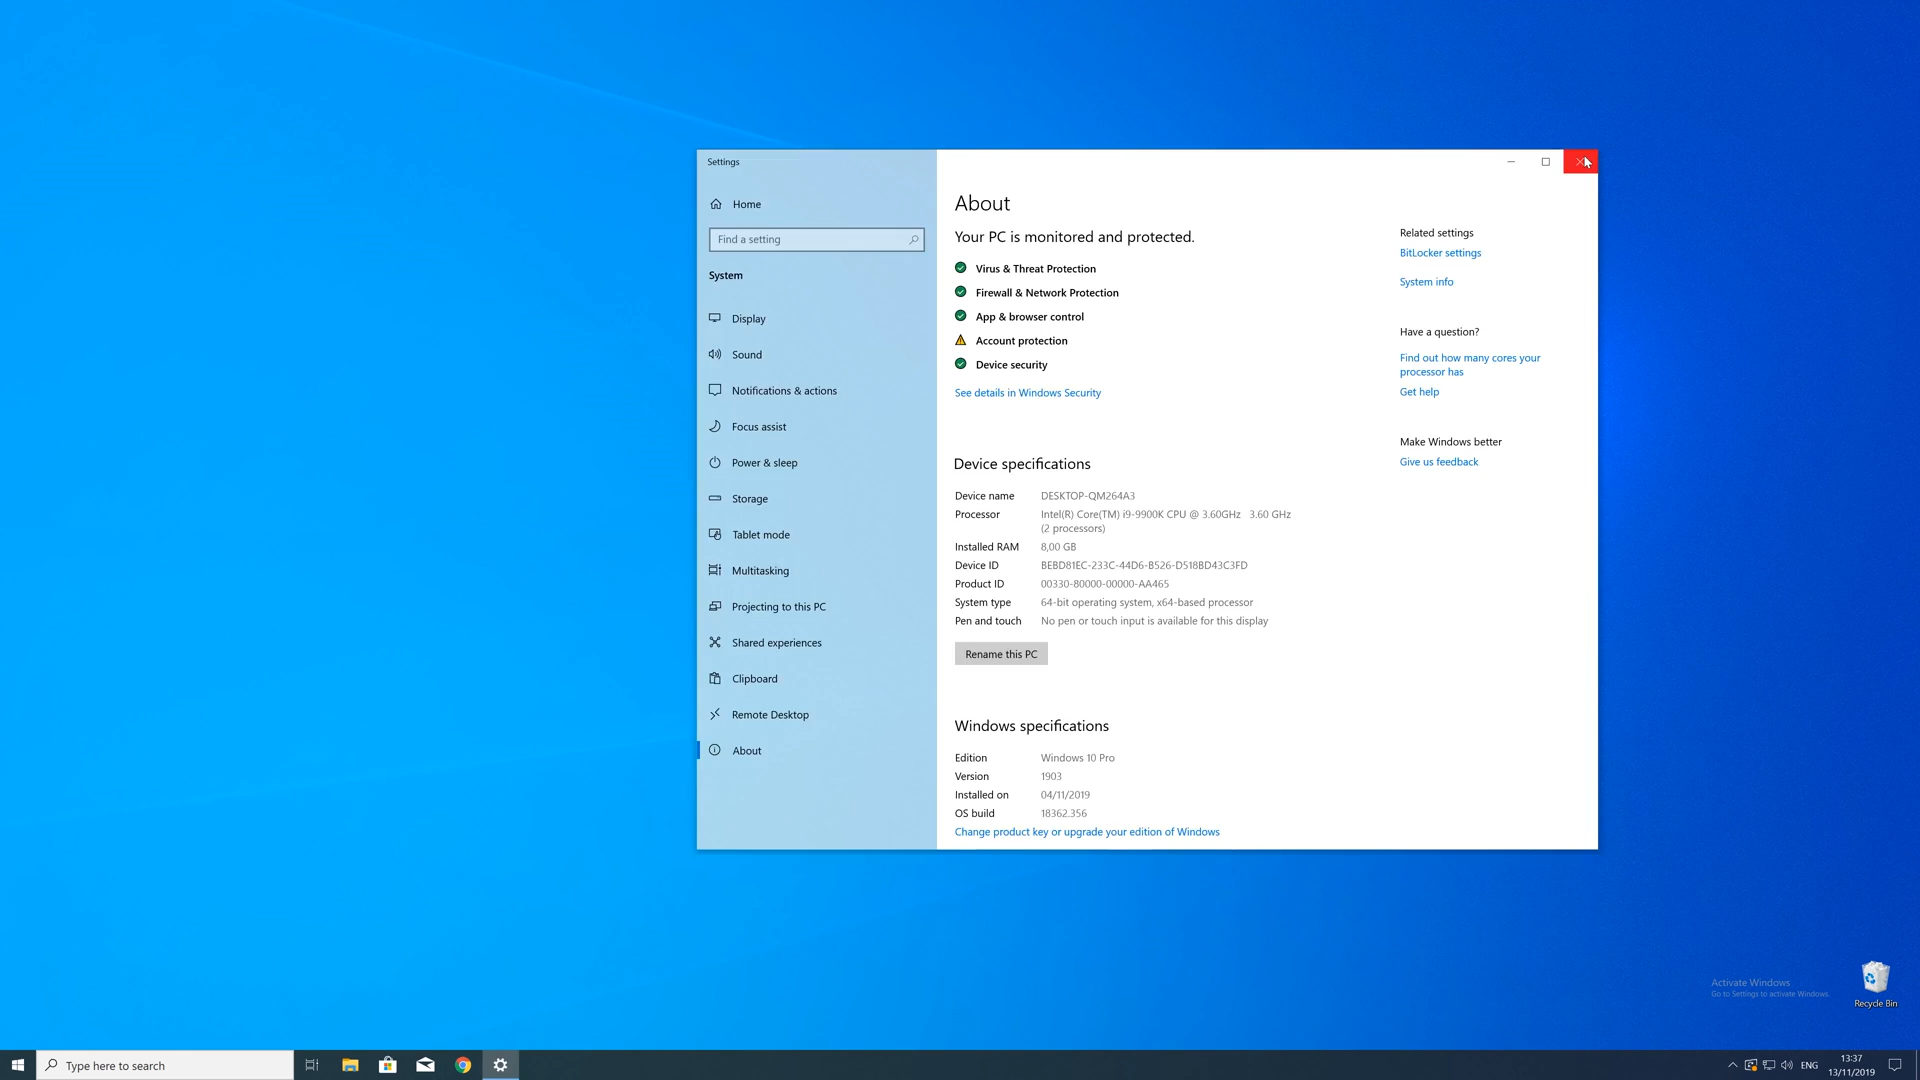 Settings
Home
Find a setting
System
Display
Sound
Notifications & actions
Focus assist
Power & sleep
Storage
Tablet mode
Multitasking
Projecting to this PC
Shared experiences
Clipboard
Remote Desktop
About
About
Your PC is monitored and protected.
Virus & Threat Protection
Firewall & Network Protection
App & browser control
Account protection
Device security
See details in Windows Security
Device specifications
Device name DESKTOP-QM264A3
Processor Intel(R) Core(TM) i9-9900K CPU @ 3.60GHz 3.60 GHz
(2 processors)
Installed RAM 8,00 GB
Device ID BEBD81EC-233C-44D6-B526-D518BD43C3FD
Product ID 00330-80000-00000-AA465
System type 64-bit operating system, x64-based processor
Pen and touch No pen or touch input is available for this display
Rename this PC
Windows specifications
Edition Windows 10 Pro
Version 1903
Installed on 04/11/2019
OS build 18362.356
Change product key or upgrade your edition of Windows
Related settings
BitLocker settings
System info
Have a question?
Find out how many cores your
processor has
Get help
Make Windows better
Give us feedback
Activate Windows
Go to Settings to activate Windows.
Recycle Bin
Type here to search
ENG
13:37
13/11/2019